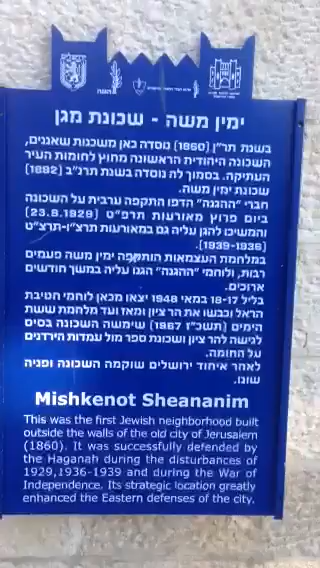 ההגנה
ימין משה - שכונת מגן
בשנת תר"ן (1860) נוסדה כאן משכנות שאננים,
השכונה היהודית הראשונה מחוץ לחומות העיר
העתיקה. בסמוך לה נוסדה בשנת תרנ"ב (1892)
שכונת ימין משה.
חברי "ההגנה" הדפו התקפה ערבית על השכונה
ביום פרוץ מאורעות תרפ"ט (23.8.1929)
והמשיכו להגן עליה גם במאורעות תרצ"ו-תרצ"ט
(1936-1939).
במלחמת העצמאות הותקפה ימין משה פעמים
רבות, ולוחמי "ההגנה" הגנו עליה במשך חודשים
ארוכים.
בליל 17-18 במאי 1948 יצאו מכאן לוחמי חטיבת
הראל וכבשו את הר ציון ומאז ועד מלחמת ששת
הימים (תשכ"ז 1967) שימשה השכונה בסיס
לגישה להר ציון ושכונת ספר מול עמדות הירדנים
על החומה.
לאחר איחוד ירושלים שוקמה השכונה ופניה
שונו.
Mishkenot Sheananim
This was the first Jewish neighborhood built
outside the walls of the old city of Jerusalem
(1860). It was successfully defended by
the Haganah during the disturbances of
1929,1936-1939 and during the War of
Independence. Its strategic location greatly
enhanced the Eastern defenses of the city.